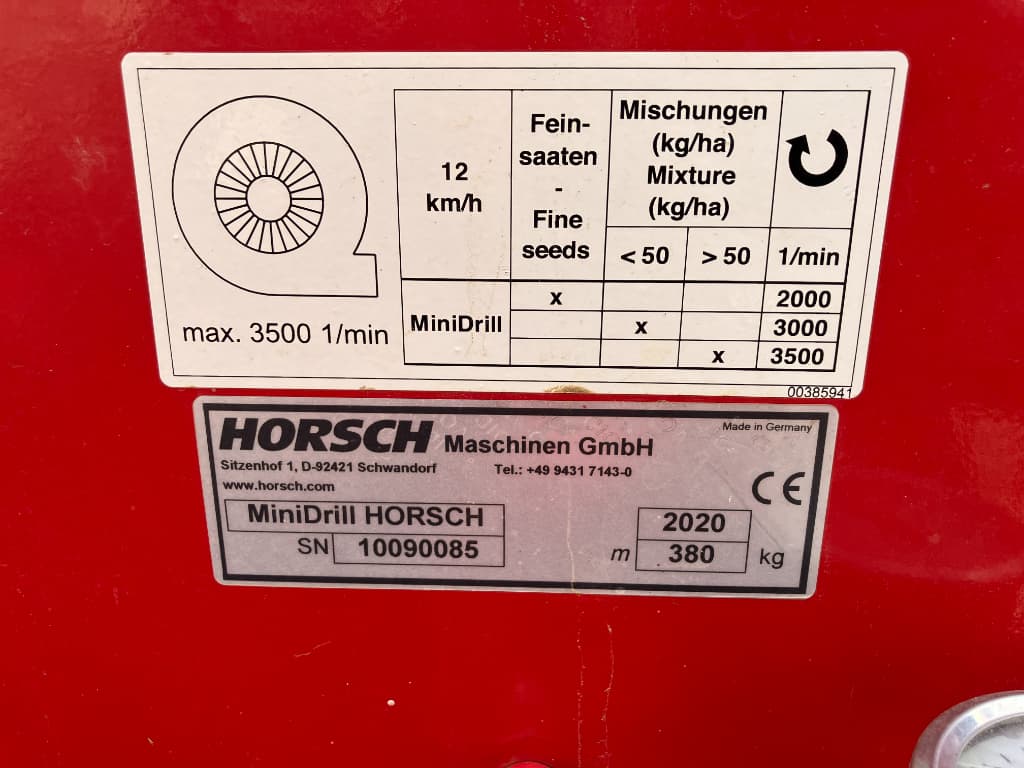 max. 3500 1/min
12
km/h
Fein-
saaten
-
Fine
seeds
Mischungen
(kg/ha)
Mixture
(kg/ha)
< 50 > 50 1/min
MiniDrill
x 2000
x 3000
x 3500
00385941
HORSCH Maschinen GmbH
Made in Germany
Sitzenhof 1, D-92421 Schwandorf Tel.: +49 9431 7143-0
www.horsch.com
CE
MiniDrill HORSCH 2020
SN 10090085 m 380 kg